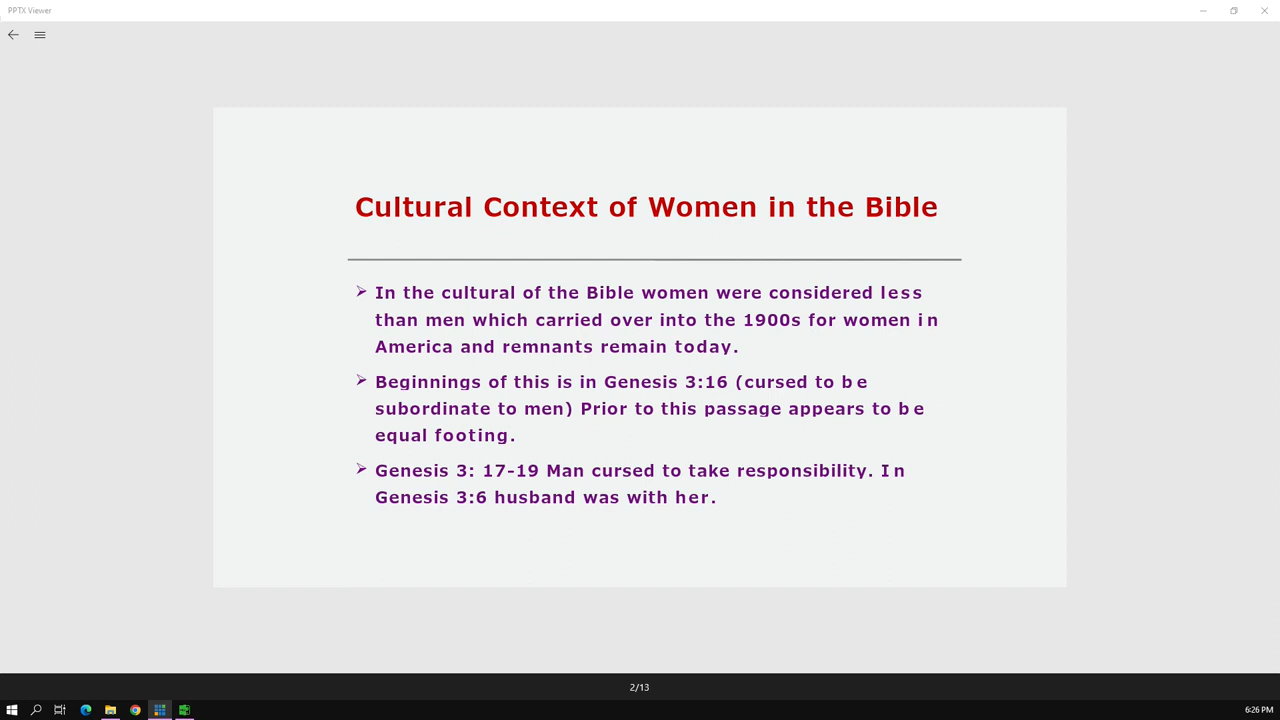 PPTX Viewer
Cultural Context of Women in the Bible
In the cultural of the Bible women were considered less
than men which carried over into the 1900s for women in
America and remnants remain today.
Beginnings of this is in Genesis 3:16 (cursed to be
subordinate to men) Prior to this passage appears to be
equal footing.
Genesis 3: 17-19 Man cursed to take responsibility. In
Genesis 3:6 husband was with her.
2/13
6:26 PM